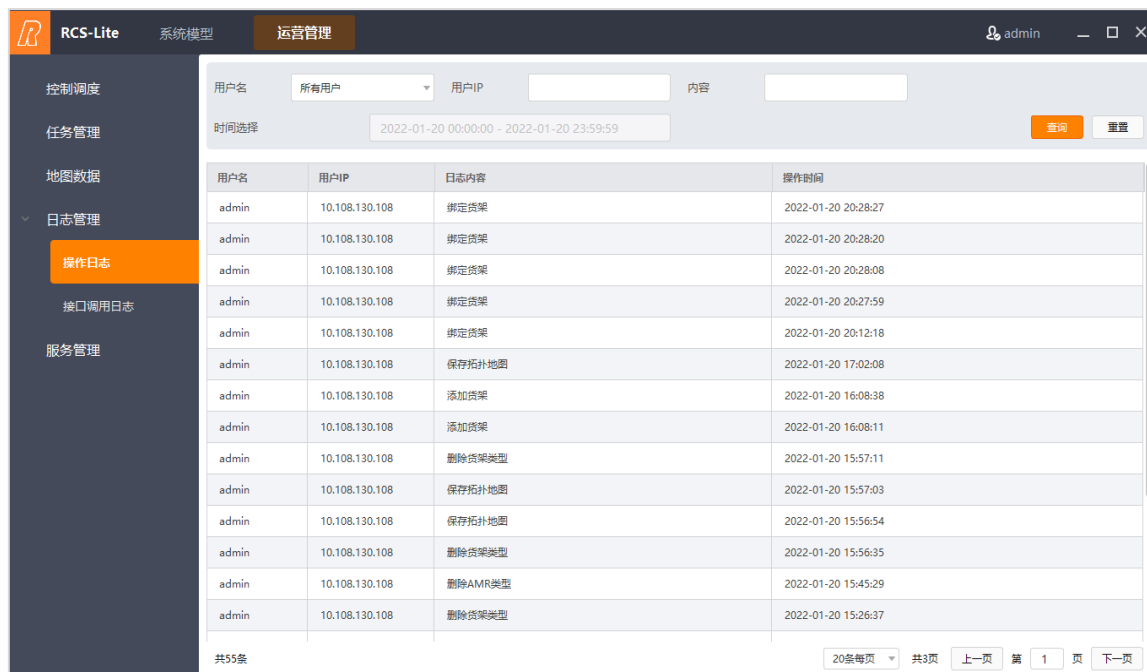 RCS-Lite 系统模型 运营管理 admin
控制调度
任务管理
地图数据
日志管理
操作日志
接口调用日志
服务管理
用户名 所有用户 用户IP 内容
时间选择 2022-01-20 00:00:00 - 2022-01-20 23:59:59 查询 重置
用户名 用户IP 日志内容 操作时间
admin 10.108.130.108 绑定货架 2022-01-20 20:28:27
admin 10.108.130.108 绑定货架 2022-01-20 20:28:20
admin 10.108.130.108 绑定货架 2022-01-20 20:28:08
admin 10.108.130.108 绑定货架 2022-01-20 20:27:59
admin 10.108.130.108 绑定货架 2022-01-20 20:12:18
admin 10.108.130.108 保存拓扑地图 2022-01-20 17:02:08
admin 10.108.130.108 添加货架 2022-01-20 16:08:38
admin 10.108.130.108 添加货架 2022-01-20 16:08:11
admin 10.108.130.108 删除货架类型 2022-01-20 15:57:11
admin 10.108.130.108 保存拓扑地图 2022-01-20 15:57:03
admin 10.108.130.108 保存拓扑地图 2022-01-20 15:56:54
admin 10.108.130.108 删除货架类型 2022-01-20 15:56:35
admin 10.108.130.108 删除AMR类型 2022-01-20 15:45:29
admin 10.108.130.108 删除货架类型 2022-01-20 15:26:37
共55条 20条每页 共3页 上一页 第 1 页 下一页